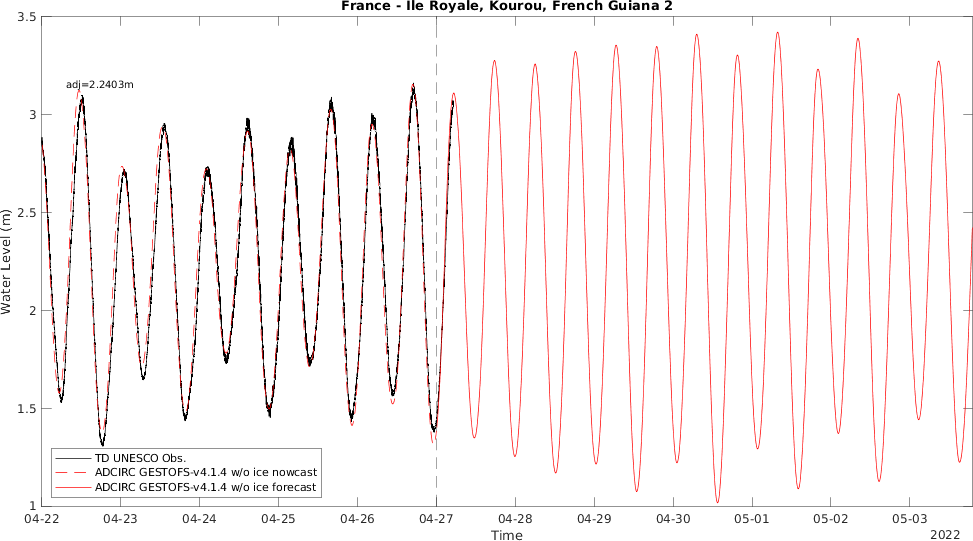 France - Ile Royale, Kourou, French Guiana 2
3.5
3
2.5
2
1.5
1
Water Level (m)
adj=2.2403m
TD UNESCO Obs.
ADCIRC GESTOFS-v4.1.4 w/o ice nowcast
ADCIRC GESTOFS-v4.1.4 w/o ice forecast
04-22 04-23 04-24 04-25 04-26 04-27 04-28 04-29 04-30 05-01 05-02 05-03
Time
2022